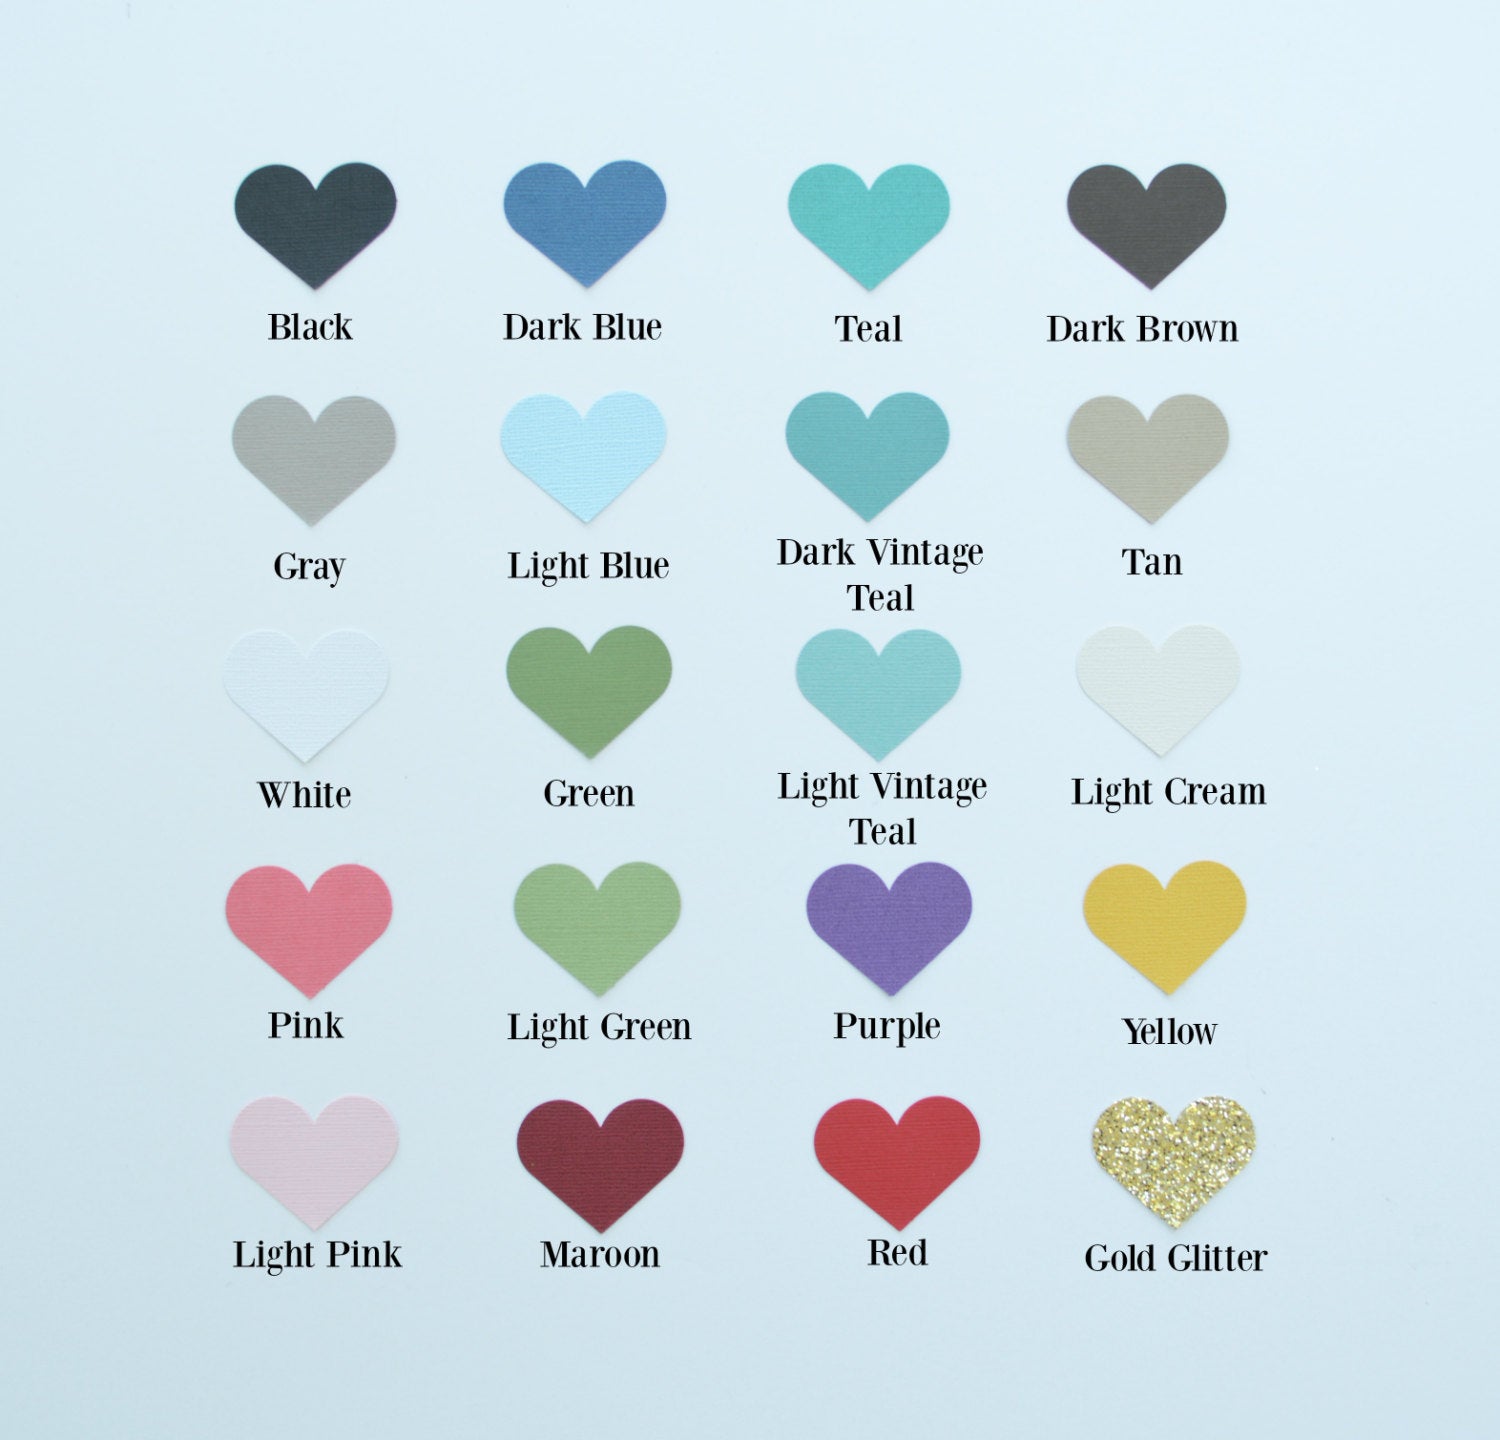 Black
Dark Blue
Teal
Dark Brown
Gray
Light Blue
Dark Vintage
Teal
Tan
White
Green
Light Vintage
Teal
Light Cream
Pink
Light Green
Purple
Yellow
Light Pink
Maroon
Red
Gold Glitter